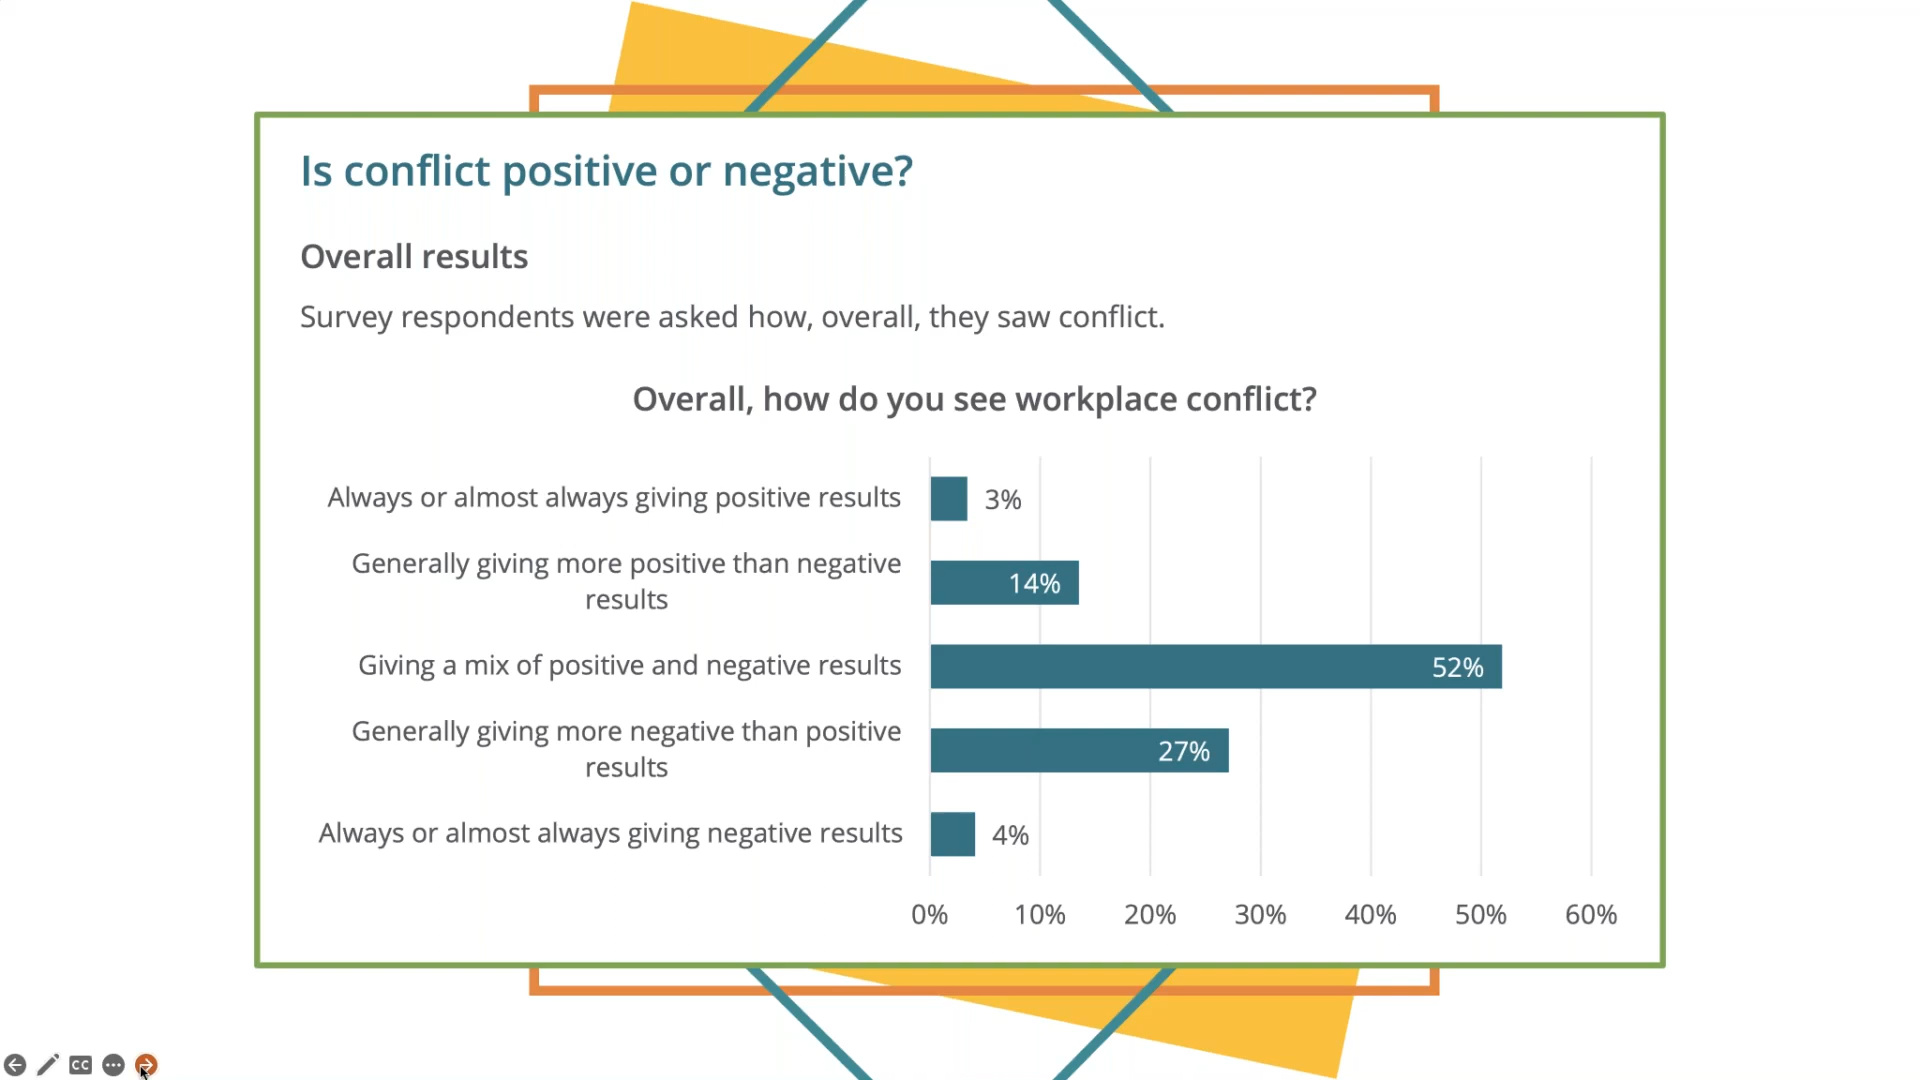 Is conflict positive or negative?
Overall results
Survey respondents were asked how, overall, they saw conflict.
Overall, how do you see workplace conflict?
Always or almost always giving positive results
3%
Generally giving more positive than negative
results
14%
Giving a mix of positive and negative results
52%
Generally giving more negative than positive
results
27%
Always or almost always giving negative results
4%
0% 10% 20% 30% 40% 50% 60%
CC